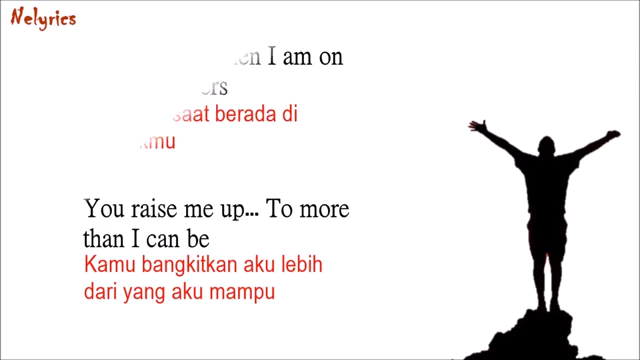 Nelyrics
I am on
saat berada di
You raise me up... To more
than I can be
Kamu bangkitkan aku lebih
dari yang aku mampu